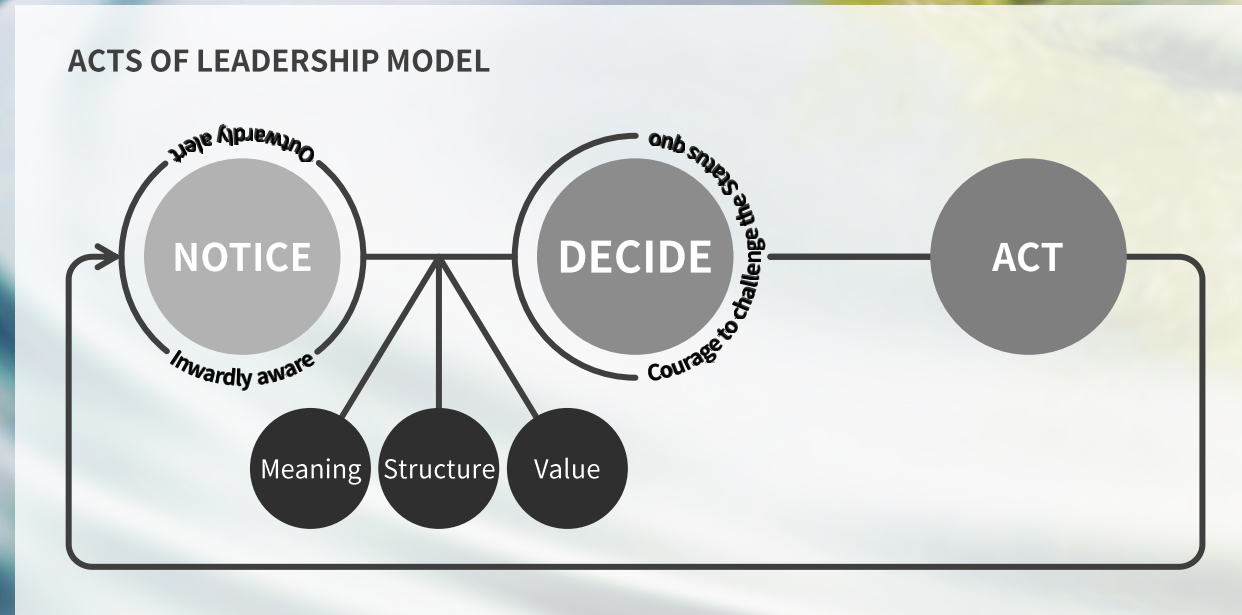 ACTS OF LEADERSHIP MODEL
Outwardly alert
NOTICE
Inwardly aware
DECIDE
Courage to challenge the Status quo
ACT
Meaning
Structure
Value